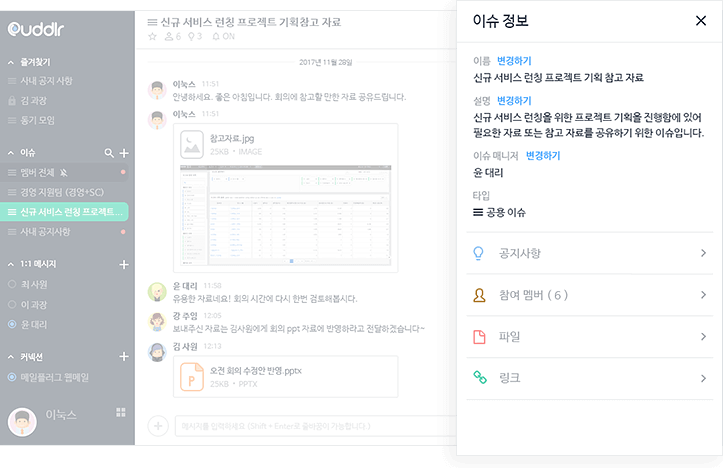 Quddlr
즐겨찾기
사내 공지 사항
김 과장
동기 모임
이슈
멤버 전체
경영 지원팀 (경영+SC)
신규 서비스 런칭 프로젝트...
사내 공지사항
1:1 메시지
최 사원
이 과장
윤 대리
커넥션
메일플러그 웹메일
이눅스
신규 서비스 런칭 프로젝트 기획참고 자료
6 3 ON
2017년 11월 28일
이눅스 11:51
안녕하세요. 좋은 아침입니다. 회의에 참고할 만한 자료 공유드립니다.
이눅스 11:51
참고자료.jpg
25KB • IMAGE
윤 대리 11:58
유용한 자료네요! 회의 시간에 다시 한번 검토해봅시다.
강 주임 12:05
보내주신 자료는 김사원에게 회의 ppt 자료에 반영하라고 전달하겠습니다~
김 사원 12:13
P
오전 회의 수정안 반영.pptx
25KB • PPTX
메시지를 입력하세요 (Shift + Enter로 줄바꿈이 가능합니다.)
이슈 정보
이름 변경하기
신규 서비스 런칭 프로젝트 기획 참고 자료
설명 변경하기
신규 서비스 런칭을 위한 프로젝트 기획을 진행함에 있어
필요한 자료 또는 참고 자료를 공유하기 위한 이슈입니다.
이슈 매니저 변경하기
윤 대리
타입
공용 이슈
공지사항
참여 멤버 ( 6 )
파일
링크